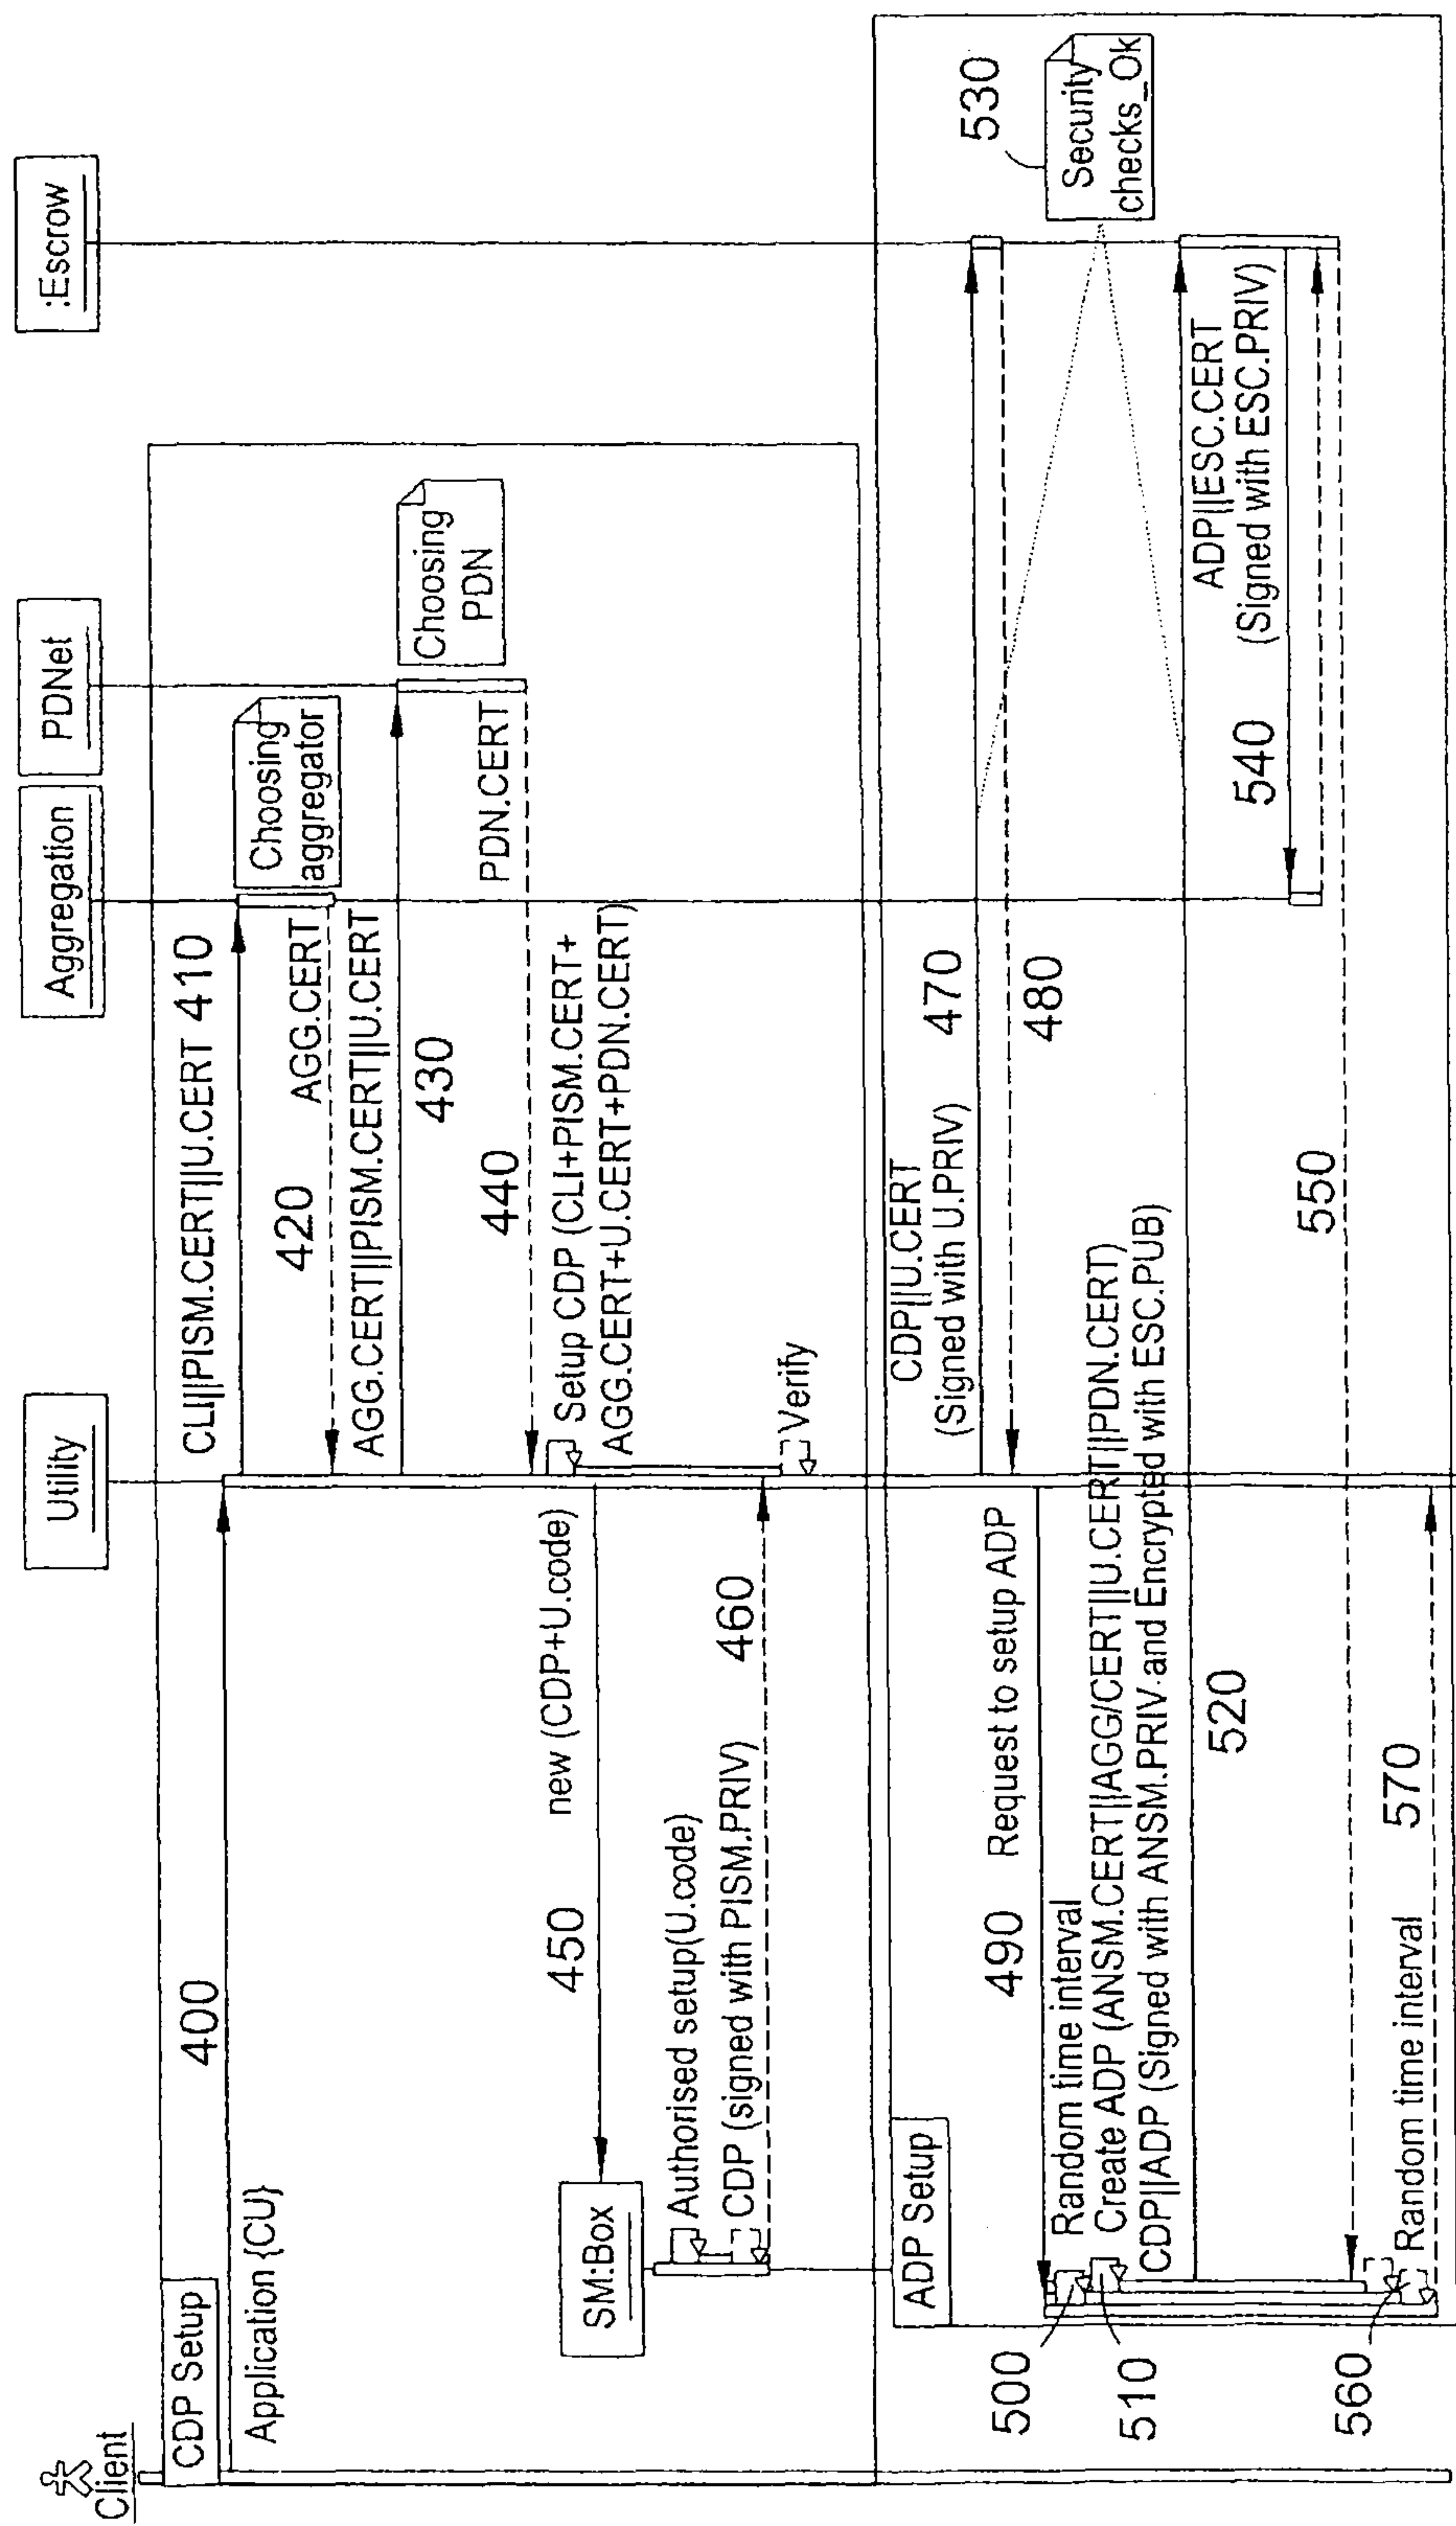 Client
Utility
Aggregation
PDNet
:Escrow
CDP Setup
400
Application {CU}
CLI||PISM.CERT||U.CERT 410
Choosing
aggregator
420
AGG.CERT
AGG.CERT||PISM.CERT||U.CERT
430
Choosing
PDN
PDN.CERT
440
Setup CDP (CLI+PISM.CERT+
AGG.CERT+U.CERT+PDN.CERT)
450
new (CDP+U.code)
SM:Box
Authorised setup(U.code)
CDP (signed with PISM.PRIV)
460
Verify
ADP Setup
CDP||U.CERT
(Signed with U.PRIV)
470
480
530
Security
checks_Ok
490
Request to setup ADP
500
Random time interval
510
Create ADP (ANSM.CERT||AGG/CERT||U.CERT||PDN.CERT)
CDP||ADP (Signed with ANSM.PRIV and Encrypted with ESC.PUB)
520
ADP||ESC.CERT
(Signed with ESC.PRIV)
540
550
560
Random time interval
570